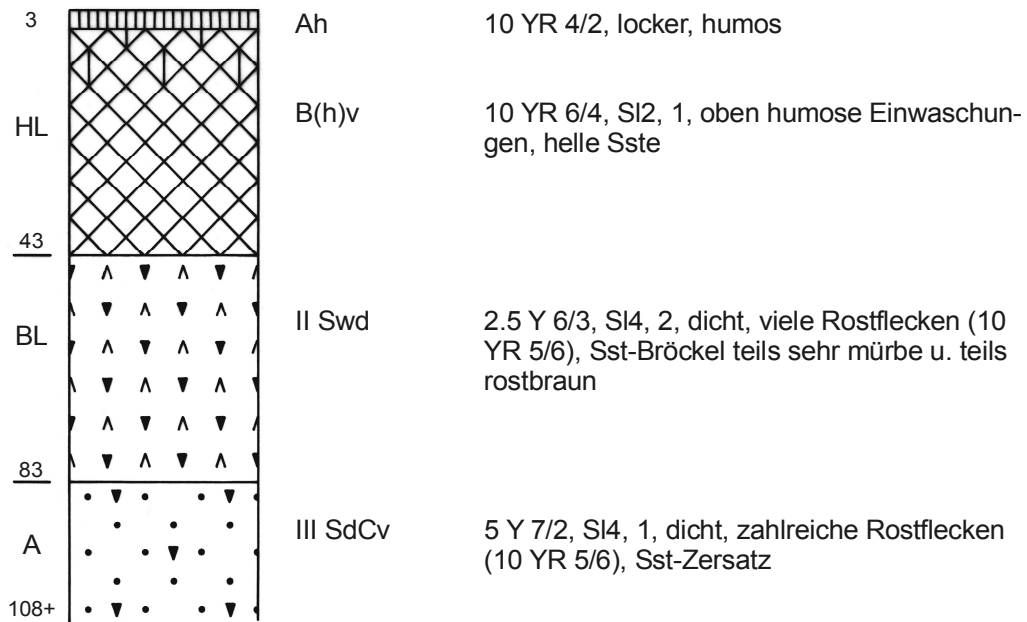 3
Ah
10 YR 4/2, locker, humos
HL
B(h)v
10 YR 6/4, Sl2, 1, oben humose Einwaschun-
gen, helle Sste
43
BL
II Swd
2.5 Y 6/3, Sl4, 2, dicht, viele Rostflecken (10
YR 5/6), Sst-Bröckel teils sehr mürbe u. teils
rostbraun
83
A
III SdCv
5 Y 7/2, Sl4, 1, dicht, zahlreiche Rostflecken
(10 YR 5/6), Sst-Zersatz
108+